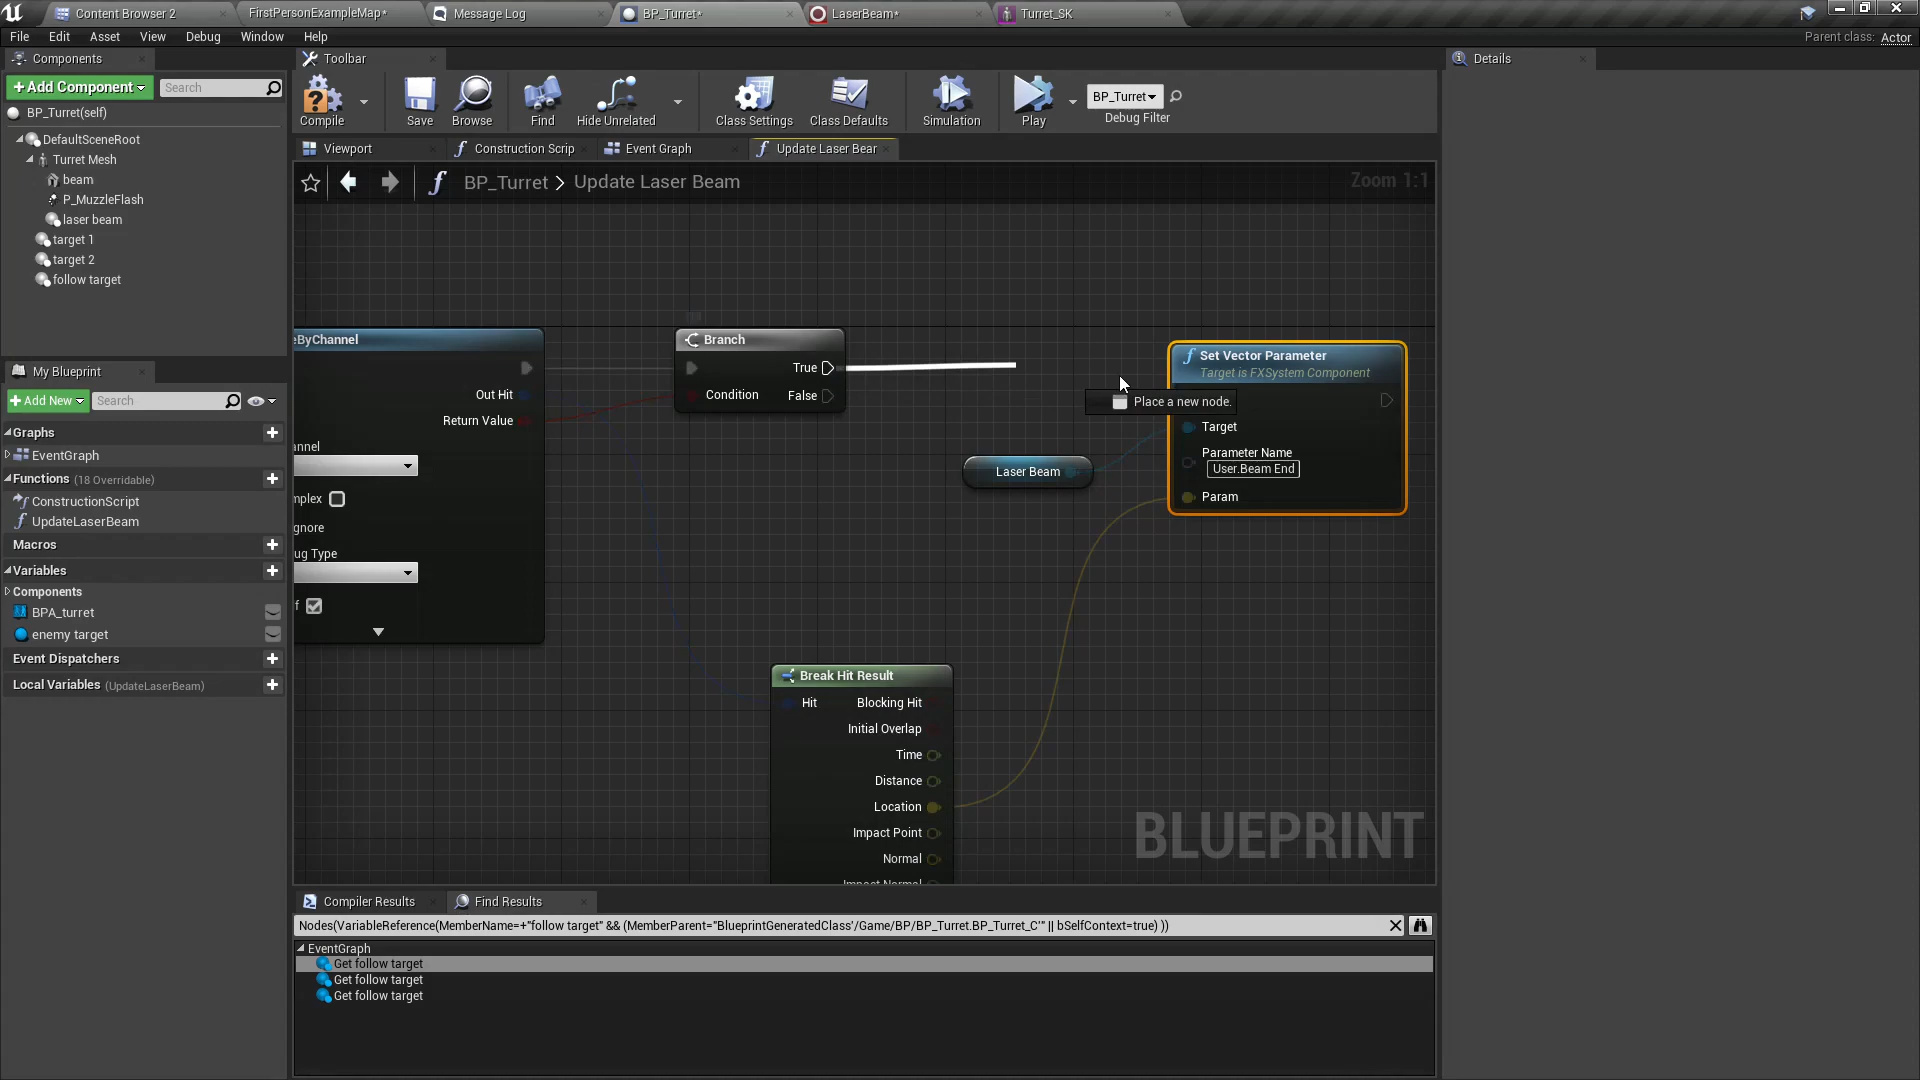 Content Browser 2
FirstPersonExampleMap*
Message Log
BP_Turret*
LaserBeam*
Turret_SK
File Edit Asset View Debug Window Help
Parent class: Actor
Components
Toolbar
Details
+Add Component
Search
BP_Turret(self)
DefaultSceneRoot
Turret Mesh
beam
P_MuzzleFlash
laser beam
target 1
target 2
follow target
Compile
Save
Browse
Find
Hide Unrelated
Class Settings
Class Defaults
Simulation
Play
BP_Turret
Debug Filter
Viewport
Construction Scrip
Event Graph
Update Laser Bear
BP_Turret > Update Laser Beam
Zoom 1:1
My Blueprint
+Add New
Search
Graphs
EventGraph
Functions (18 Overridable)
ConstructionScript
UpdateLaserBeam
Macros
Variables
Components
BPA_turret
enemy target
Event Dispatchers
Local Variables (UpdateLaserBeam)
eByChannel
Out Hit
Return Value
annel
mplex
gnore
ug Type
f
Branch
True
Condition
False
Place a new node.
Laser Beam
Set Vector Parameter
Target is FXSystem Component
Target
Parameter Name
User.Beam End
Param
Break Hit Result
Hit
Blocking Hit
Initial Overlap
Time
Distance
Location
Impact Point
Normal
Impact Normal
BLUEPRINT
Compiler Results
Find Results
Nodes(VariableReference(MemberName=+"follow target" && (MemberParent="BlueprintGeneratedClass'/Game/BP/BP_Turret.BP_Turret_C'" || bSelfContext=true) ))
EventGraph
Get follow target
Get follow target
Get follow target